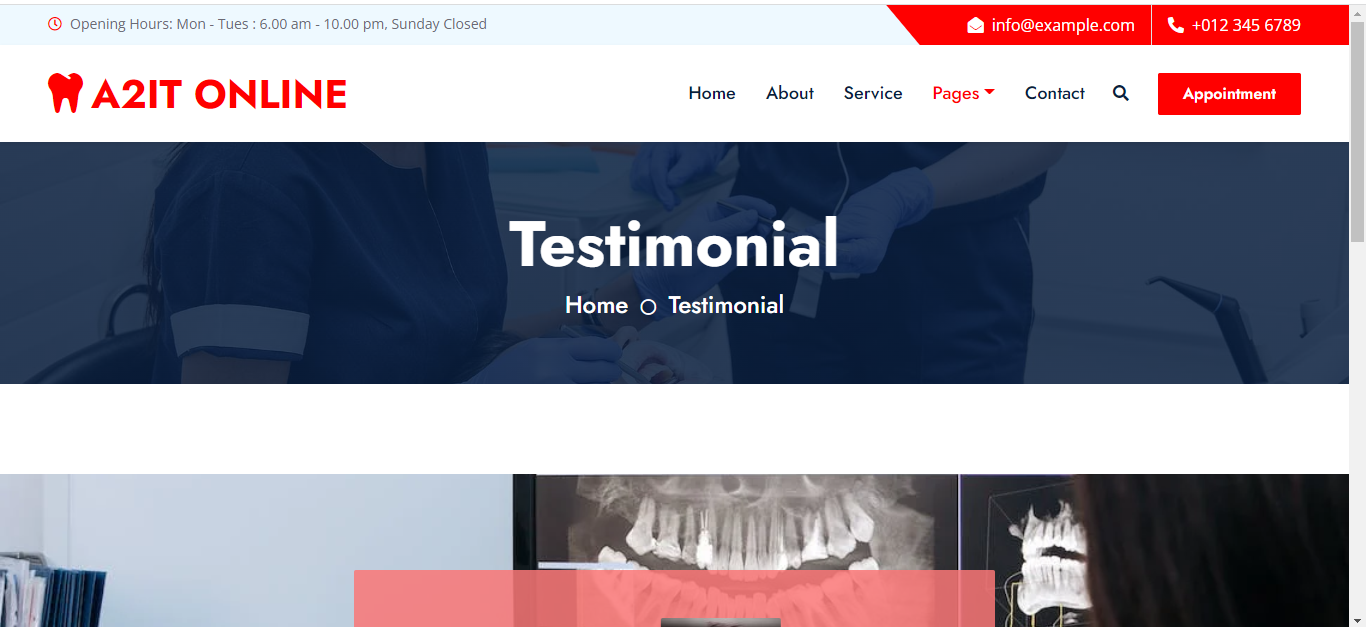 Opening Hours: Mon - Tues : 6.00 am - 10.00 pm, Sunday Closed
info@example.com
+012 345 6789
A2IT ONLINE
Home
About
Service
Pages
Contact
Appointment
Testimonial
Home
Testimonial